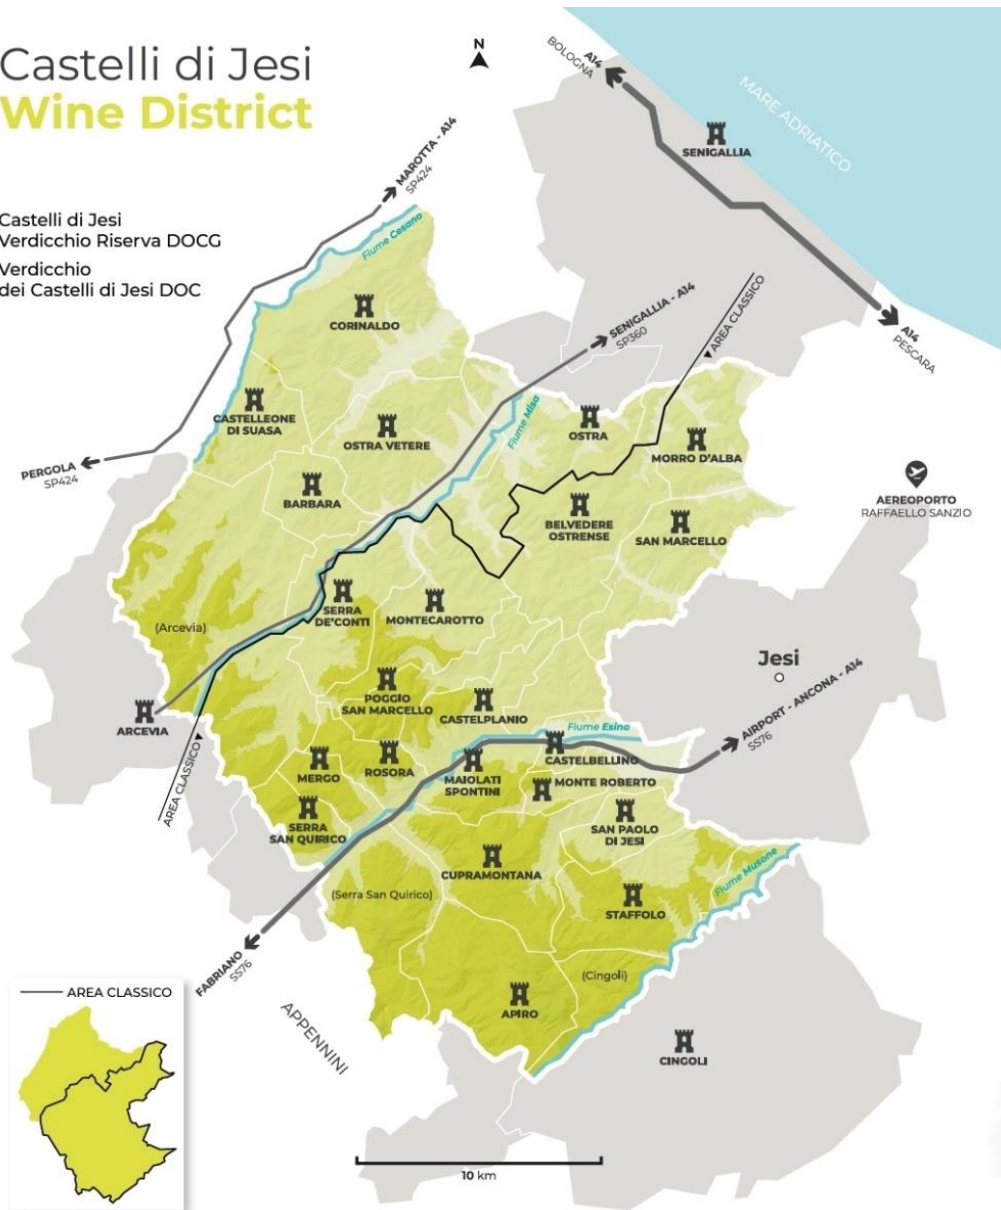 Castelli di Jesi
Wine District
Castelli di Jesi
Verdicchio Riserva DOCG
Verdicchio
dei Castelli di Jesi DOC
N
A14
BOLOGNA
MARE ADRIATICO
SENIGALLIA
MAROTTA - A14
SP424
Fiume Cesano
CORINALDO
SENIGALLIA - A14
SP360
AREA CLASSICO
A14
PESCARA
CASTELLEONE
DI SUASA
OSTRA VETERE
Fiume Misa
OSTRA
MORRO D'ALBA
PERGOLA
SP424
BARBARA
BELVEDERE
OSTRENSE
SAN MARCELLO
AEREOPORTO
RAFFAELLO SANZIO
(Arcevia)
SERRA
DE'CONTI
MONTECAROTTO
Jesi
POGGIO
SAN MARCELLO
CASTELPLANIO
ARCEVIA
AREA CLASSICO
Fiume Esino
AIRPORT - ANCONA - A14
SS76
MERGO
ROSORA
MAIOLATI
SPONTINI
CASTELBELLINO
MONTE ROBERTO
SERRA
SAN QUIRICO
SAN PAOLO
DI JESI
CUPRAMONTANA
Fiume Musone
(Serra San Quirico)
STAFFOLO
FABRIANO
SS76
(Cingoli)
APIRO
AREA CLASSICO
APPENNINI
CINGOLI
10 km